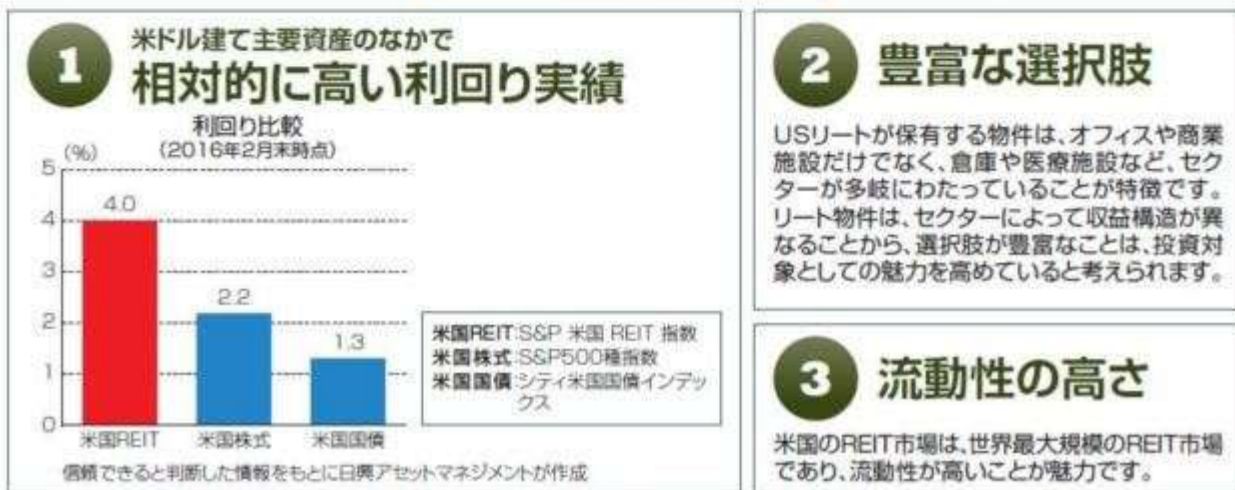 1
米ドル建て主要資産のなかで
相対的に高い利回り実績
利回り比較
(2016年2月末時点)
(%)
5
4
3
2
1
0
4.0
2.2
1.3
米国REIT
米国株式
米国国債
米国REIT:S&P 米国 REIT 指数
米国株式:S&P500種指数
米国国債:シティ米国国債インデッ
クス
信頼できると判断した情報をもとに日興アセットマネジメントが作成
2
豊富な選択肢
USリートが保有する物件は、オフィスや商業
施設だけでなく、倉庫や医療施設など、セク
ターが多岐にわたっていることが特徴です。
リート物件は、セクターによって収益構造が異
なることから、選択肢が豊富なことは、投資対
象としての魅力を高めていると考えられます。
3
流動性の高さ
米国のREIT市場は、世界最大規模のREIT市場
であり、流動性が高いことが魅力です。